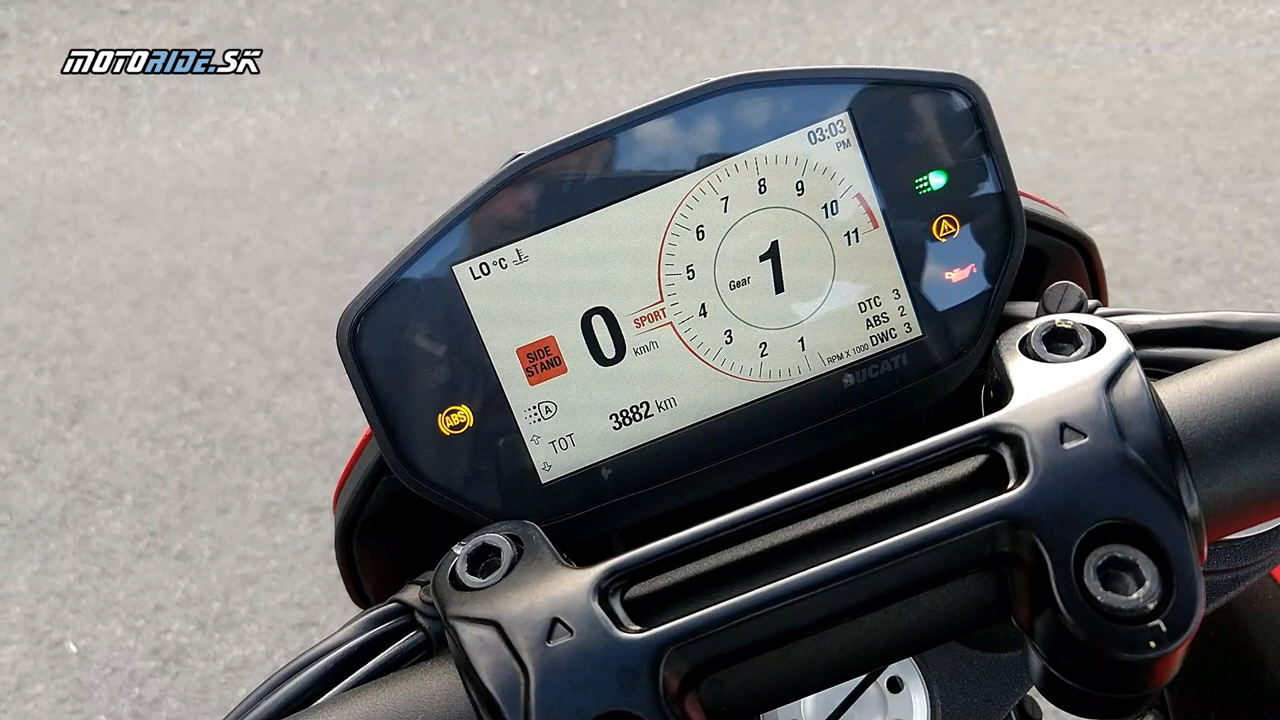 MOTORIDE.SK
03:03
PM
LO °C
8
9
7
10
6
11
5
Gear 1
4
3
2
1
RPM X 1000
0
km/h
SPORT
SIDE
STAND
DTC 3
ABS 2
DWC 3
A
TOT
3882 km
DUCATI
ABS